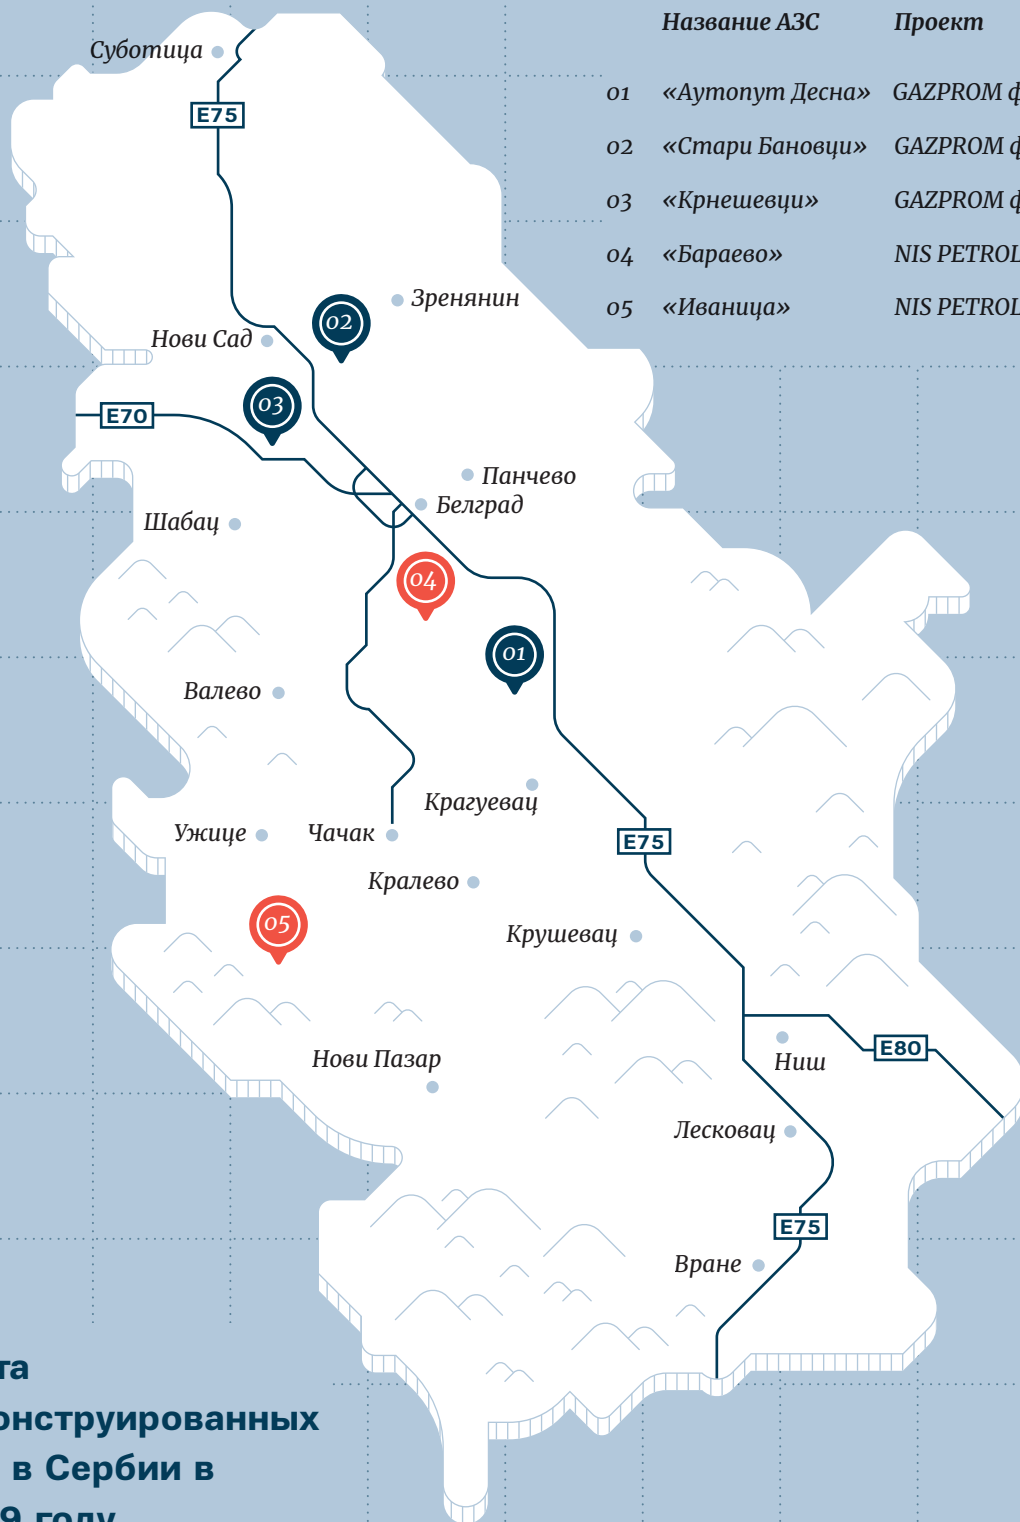 Название АЗС Проект
01 «Аутопут Десна» GAZPROM ф
02 «Стари Бановци» GAZPROM ф
03 «Крнешевци» GAZPROM ф
04 «Бараево» NIS PETROL
05 «Иваница» NIS PETROL
Суботица
E75
Зренянин
02
Нови Сад
03
E70
Панчево
Белград
Шабац
04
01
Валево
Крагуевац
Ужице
Чачак
E75
Кралево
05
Крушевац
Нови Пазар
Ниш
E80
Лесковац
E75
Вране
та
онструированных
в Сербии в
9 году